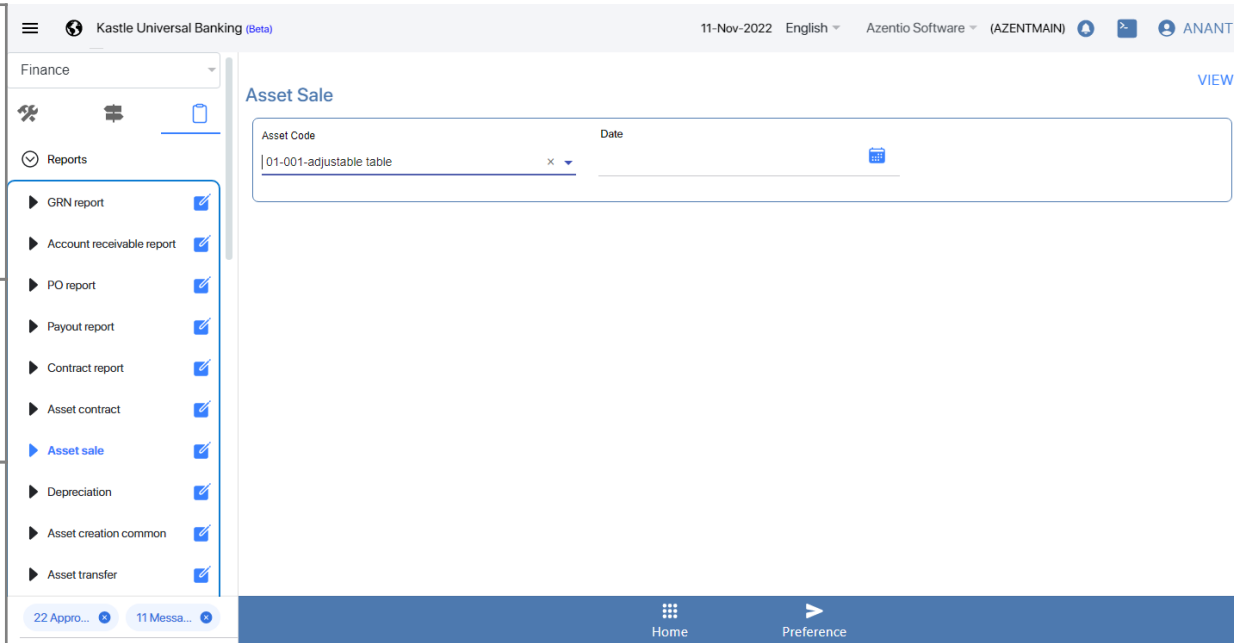 Kastle Universal Banking (Beta)
11-Nov-2022 English Azentio Software (AZENTMAIN) ANANT
Finance
Reports
GRN report
Account receivable report
PO report
Payout report
Contract report
Asset contract
Asset sale
Depreciation
Asset creation common
Asset transfer
22 Appro... 11 Messa...
VIEW
Asset Sale
Asset Code Date
01-001-adjustable table
Home Preference